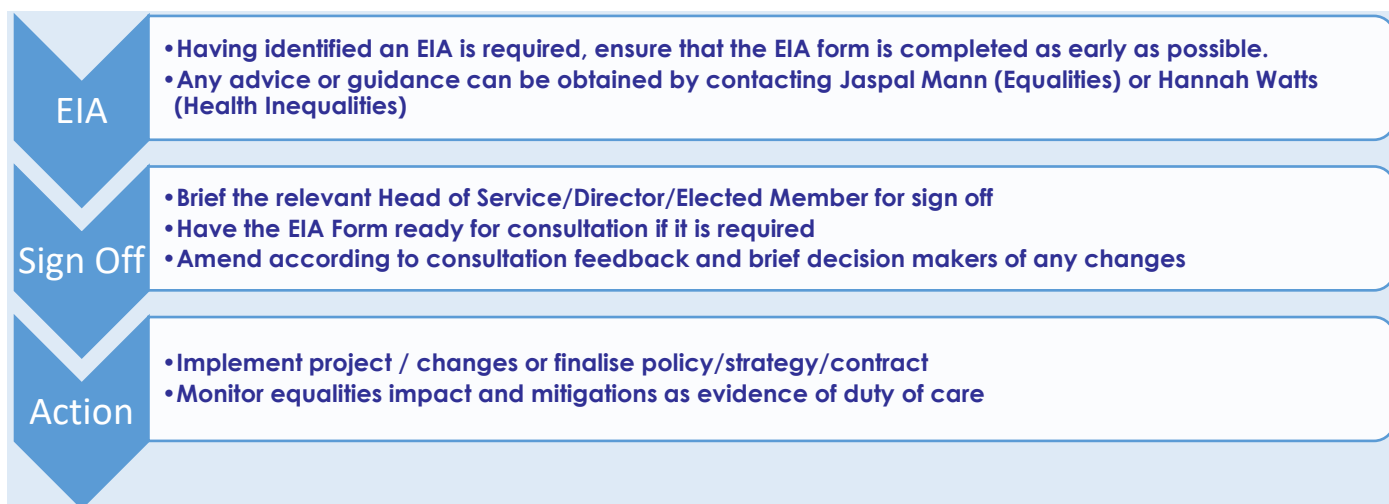 EIA
•Having identified an EIA is required, ensure that the EIA form is completed as early as possible.
•Any advice or guidance can be obtained by contacting Jaspal Mann (Equalities) or Hannah Watts
(Health Inequalities)
Sign Off
•Brief the relevant Head of Service/Director/Elected Member for sign off
•Have the EIA Form ready for consultation if it is required
•Amend according to consultation feedback and brief decision makers of any changes
Action
•Implement project / changes or finalise policy/strategy/contract
•Monitor equalities impact and mitigations as evidence of duty of care